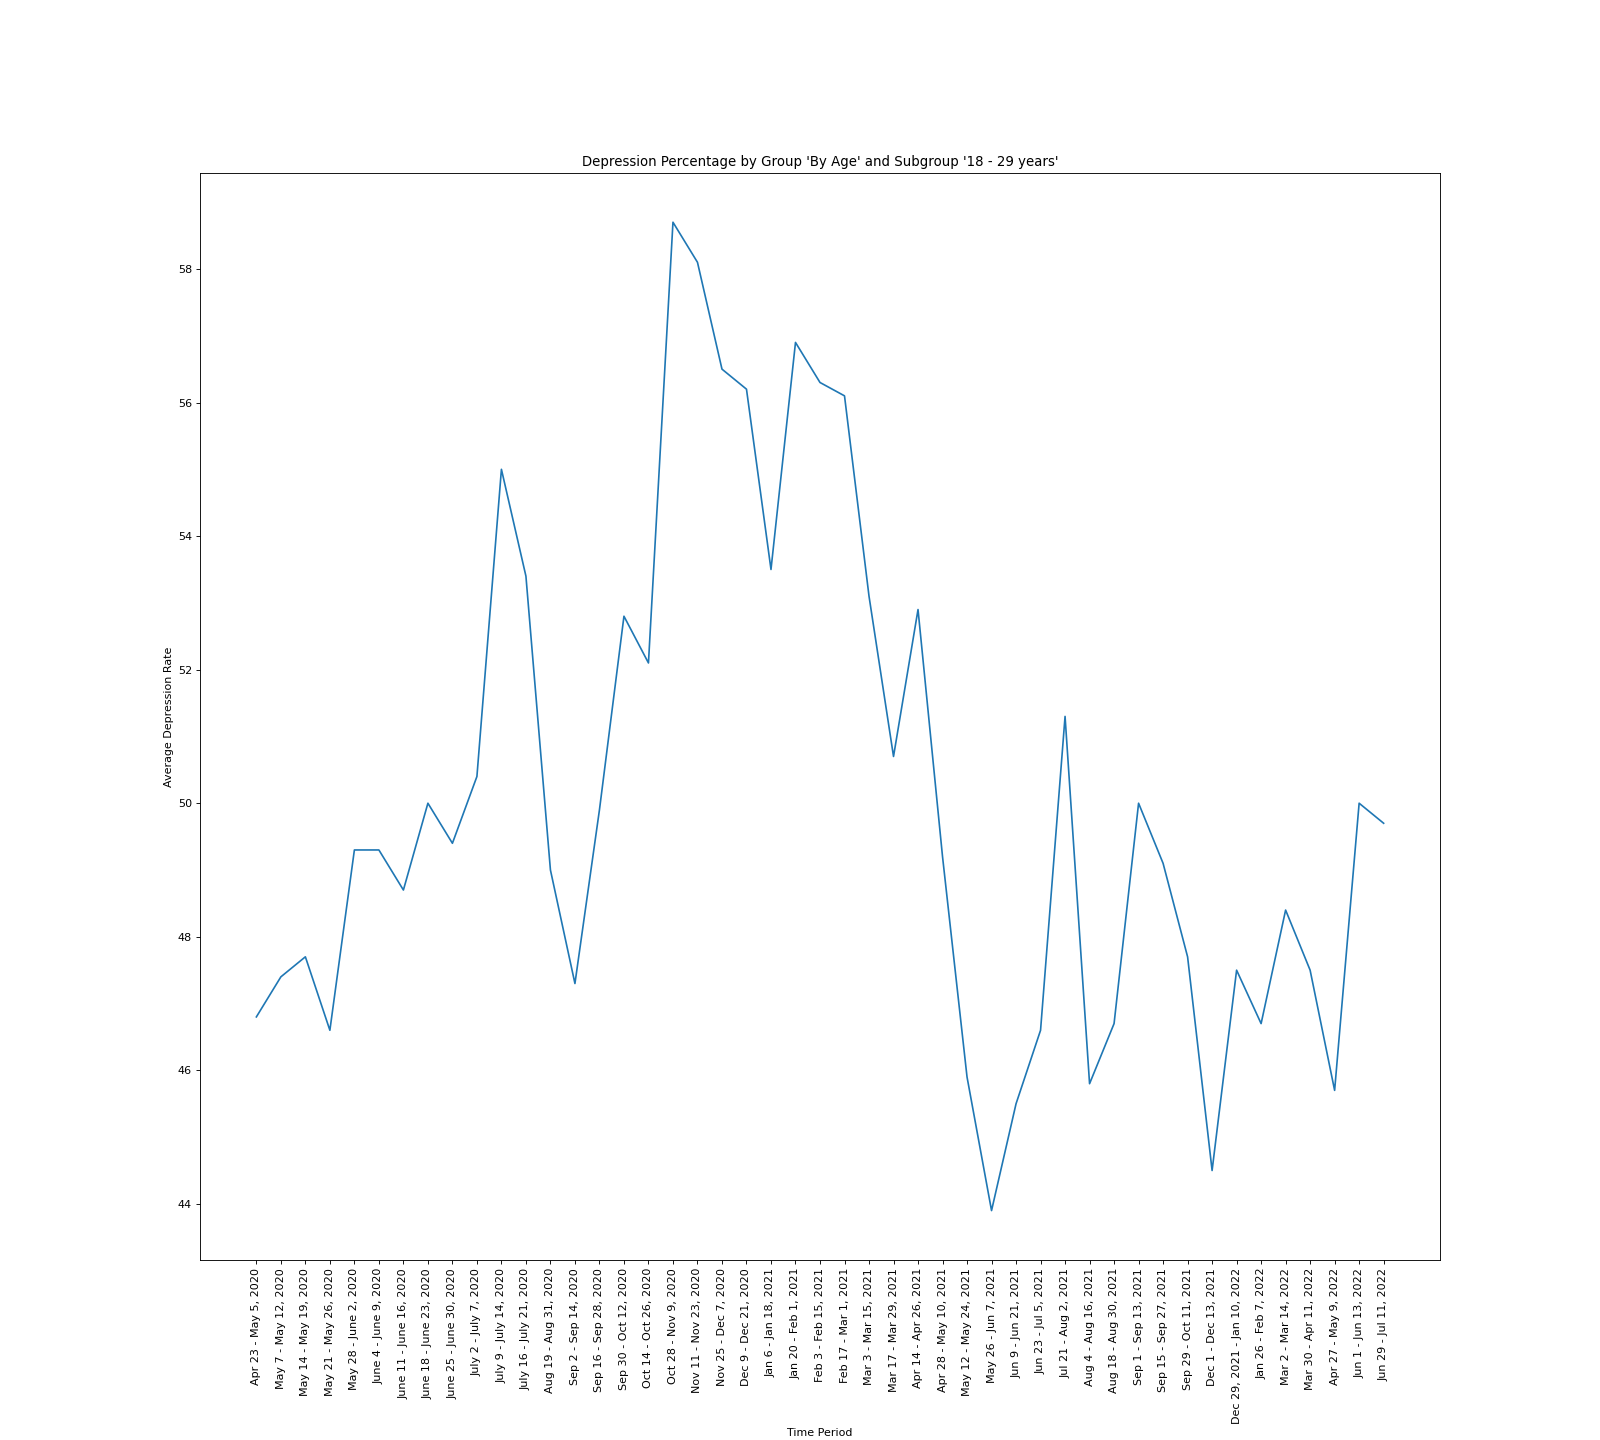 Depression Percentage by Group 'By Age' and Subgroup '18 - 29 years'
Average Depression Rate
58
56
54
52
50
48
46
44
Apr 23 - May 5, 2020
May 7 - May 12, 2020
May 14 - May 19, 2020
May 21 - May 26, 2020
May 28 - June 2, 2020
June 4 - June 9, 2020
June 11 - June 16, 2020
June 18 - June 23, 2020
June 25 - June 30, 2020
July 2 - July 7, 2020
July 9 - July 14, 2020
July 16 - July 21, 2020
Aug 19 - Aug 31, 2020
Sep 2 - Sep 14, 2020
Sep 16 - Sep 28, 2020
Sep 30 - Oct 12, 2020
Oct 14 - Oct 26, 2020
Oct 28 - Nov 9, 2020
Nov 11 - Nov 23, 2020
Nov 25 - Dec 7, 2020
Dec 9 - Dec 21, 2020
Jan 6 - Jan 18, 2021
Jan 20 - Feb 1, 2021
Feb 3 - Feb 15, 2021
Feb 17 - Mar 1, 2021
Mar 3 - Mar 15, 2021
Mar 17 - Mar 29, 2021
Apr 14 - Apr 26, 2021
Apr 28 - May 10, 2021
May 12 - May 24, 2021
May 26 - Jun 7, 2021
Jun 9 - Jun 21, 2021
Jun 23 - Jul 5, 2021
Jul 21 - Aug 2, 2021
Aug 4 - Aug 16, 2021
Aug 18 - Aug 30, 2021
Sep 1 - Sep 13, 2021
Sep 15 - Sep 27, 2021
Sep 29 - Oct 11, 2021
Dec 1 - Dec 13, 2021
Dec 29, 2021 - Jan 10, 2022
Jan 26 - Feb 7, 2022
Mar 2 - Mar 14, 2022
Mar 30 - Apr 11, 2022
Apr 27 - May 9, 2022
Jun 1 - Jun 13, 2022
Jun 29 - Jul 11, 2022
Time Period